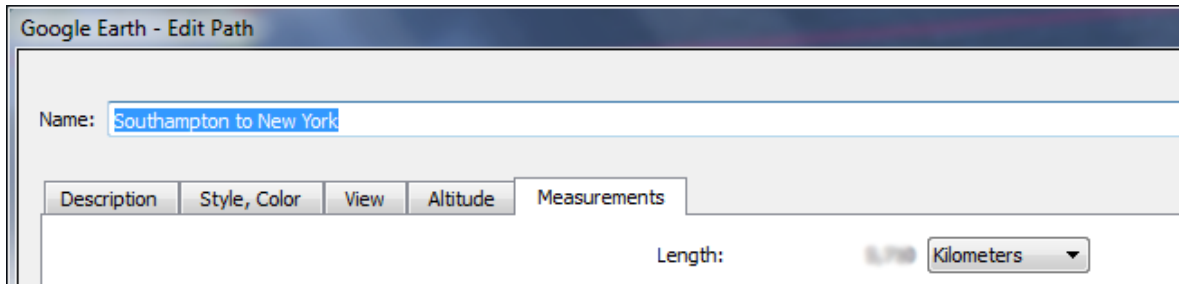 Google Earth - Edit Path
Name: Southampton to New York
Description Style, Color View Altitude Measurements
Length: Kilometers